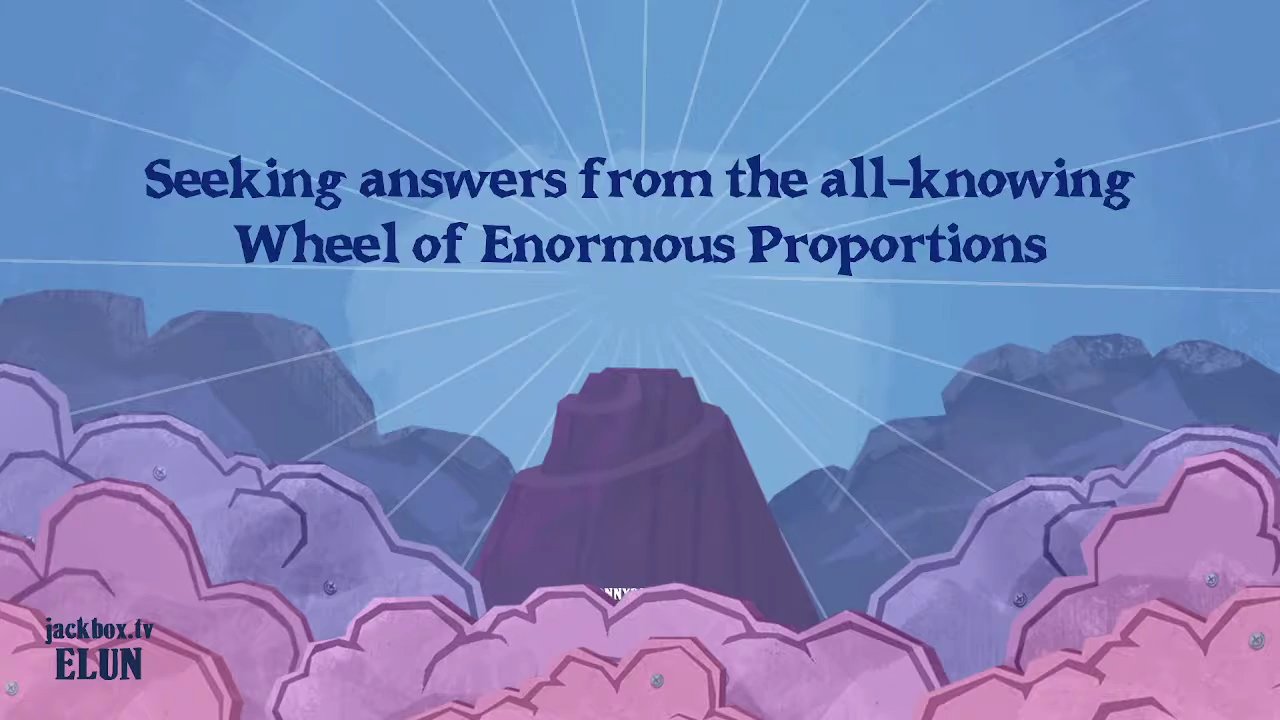 Seeking answers from the all-knowing
Wheel of Enormous Proportions
jackbox.tv
ELUN